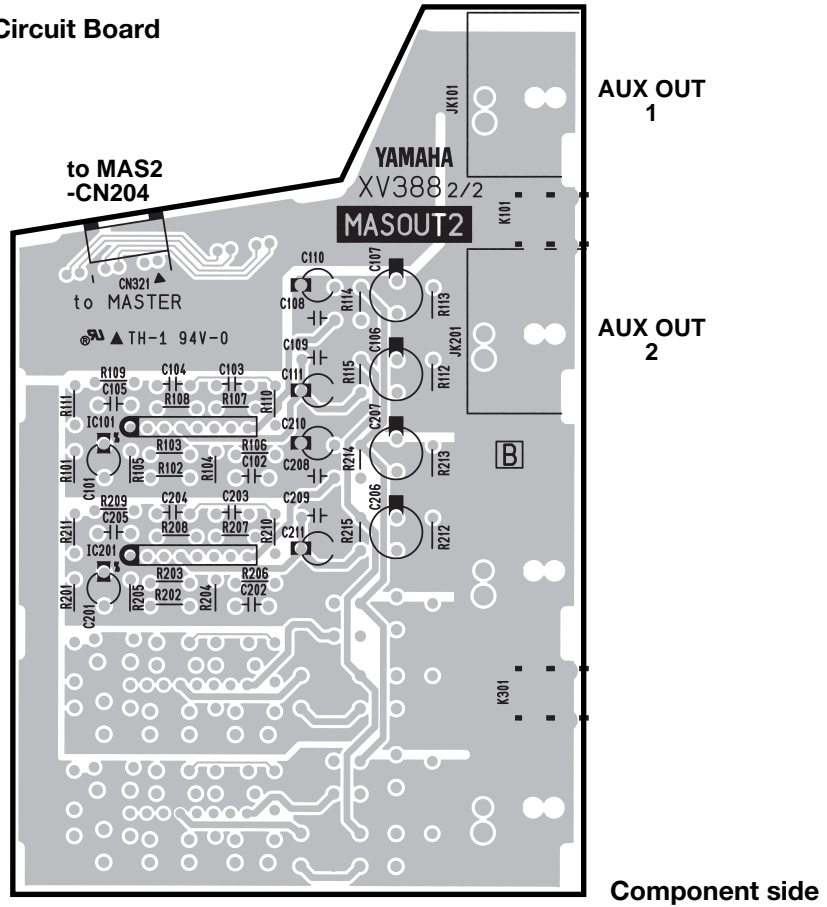 Circuit Board
AUX OUT
1
JK101
to MAS2
-CN204
YAMAHA
XV388 2/2
MASOUT2
K101
CN321
to MASTER
TH-1 94V-0
C110
C107
C108
R114
R113
AUX OUT
2
JK201
C109
C106
C111
R115
R112
R109
C104
C103
C105
R111
R108
R107
R110
IC101
C210
C207
R103
R106
R101
R105
R102
R104
C102
C208
R214
R213
B
C101
C206
R209
C204
C203
C209
C205
R211
R208
R207
R210
C211
R215
R212
IC201
R203
R206
R201
R205
R202
R204
C202
C201
K301
Component side